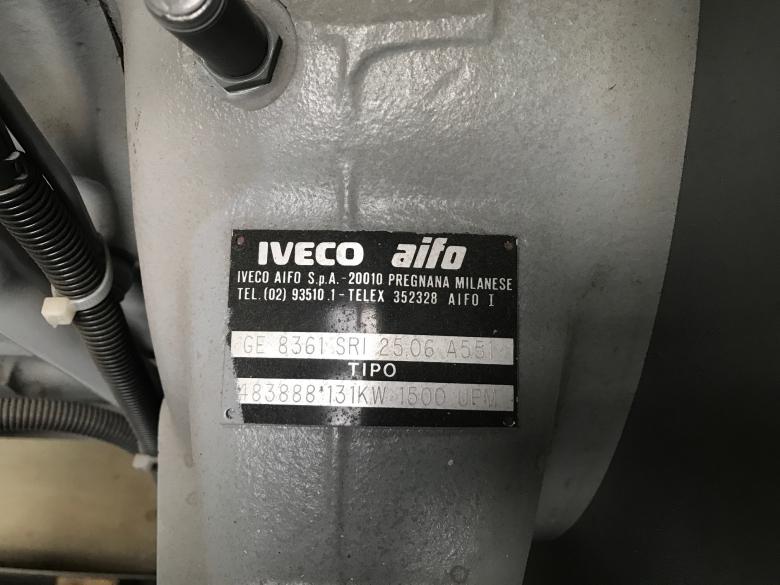 IVECO aifo
IVECO AIFO S.p.A.-20010 PREGNANA MILANESE
TEL.(02) 93510.1-TELEX 352328 AIFO I
GE 8361 SRI 25,06 A551
TIPO
483888*131KW 1500 UPM